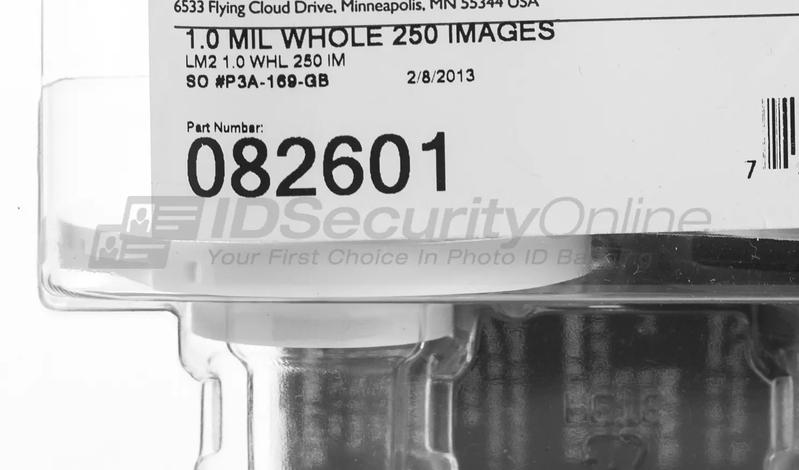 6533 Flying Cloud Drive, Minneapolis, MN 55344 USA
1.0 MIL WHOLE 250 IMAGES
LM2 1.0 WHL 250 IM
SO #P3A-169-GB 2/8/2013
Part Number:
082601
7
IDSecurityOnline
Your First Choice In Photo ID Badging